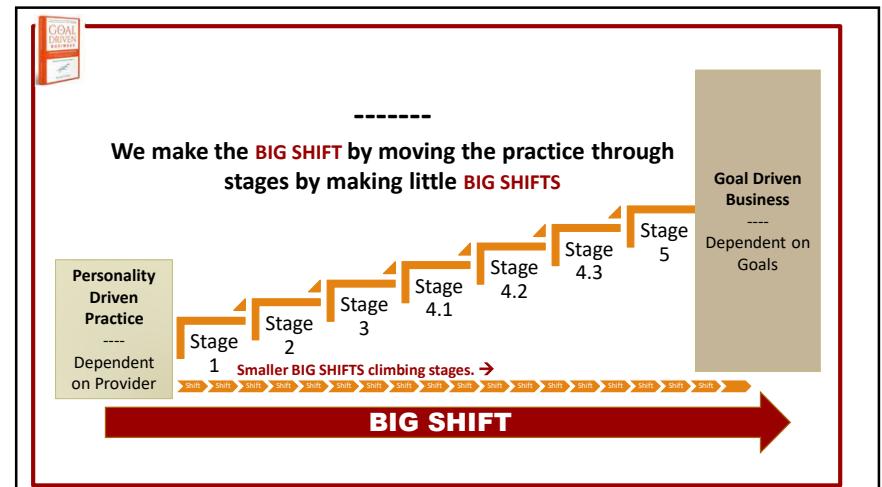 GOAL
DRIVEN
BUSINESS
-------
We make the BIG SHIFT by moving the practice through
stages by making little BIG SHIFTS
Goal Driven
Business
----
Dependent on
Goals
Personality
Driven
Practice
----
Dependent
on Provider
Stage
1
Stage
2
Stage
3
Stage
4.1
Stage
4.2
Stage
4.3
Stage
5
Smaller BIG SHIFTS climbing stages. →
Shift Shift Shift Shift Shift Shift Shift Shift Shift Shift Shift Shift Shift Shift Shift Shift Shift Shift
BIG SHIFT